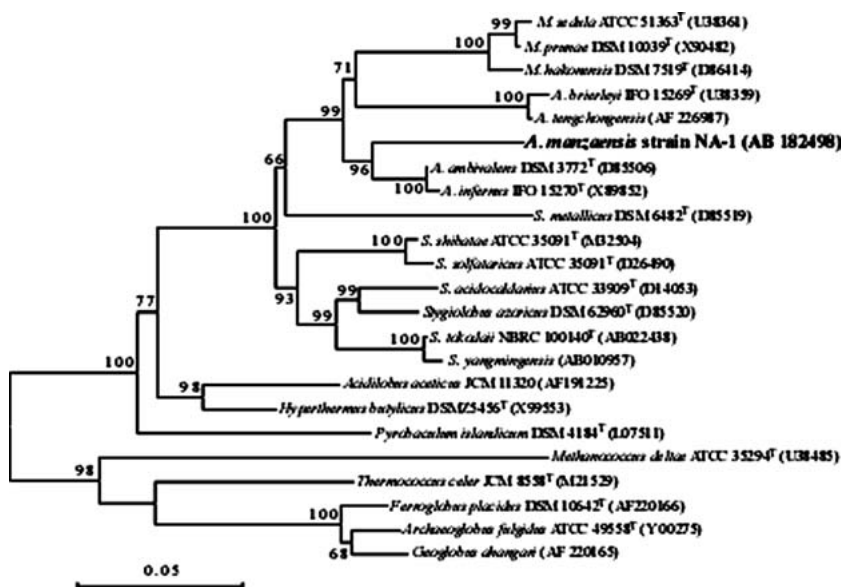 99
M. sedula ATCC 51363T (U38361)
M. prunae DSM 10039T (X90482)
100
M. hakonensis DSM 7519T (D86414)
71
A. brierleyi IFO 15269T (U38359)
100
A. tengchongensis (AF 226987)
99
A. manzaensis strain NA-1 (AB 182498)
96
A. ambivalens DSM 3772T (D85506)
100
A. infernus IFO 15270T (X89852)
66
S. metallicus DSM 6482T (D85519)
100
S. shibatae ATCC 35091T (M32504)
100
S. solfataricus ATCC 35091T (D26490)
93
S. acidocaldarius ATCC 33909T (D14053)
99
Stygiolobus azoricus DSM 62960T (D85520)
99
S. tokodaii NBRC 100140T (AB022438)
100
S. yangmingensis (AB010957)
77
100
Acidilobus aceticus JCM 11320 (AF191225)
98
Hyperthermus butylicus DSMZ5456T (X99553)
Pyrobaculum islandicum DSM 4184T (L07511)
Methanococcus deltae ATCC 35294T (U38485)
98
Thermococcus celer JCM 8558T (M21529)
Ferroglobus placidus DSM 10642T (AF220166)
100
Archaeoglobus fulgidus ATCC 49558T (Y00275)
68
Geoglobus ahangari (AF 220165)
0.05